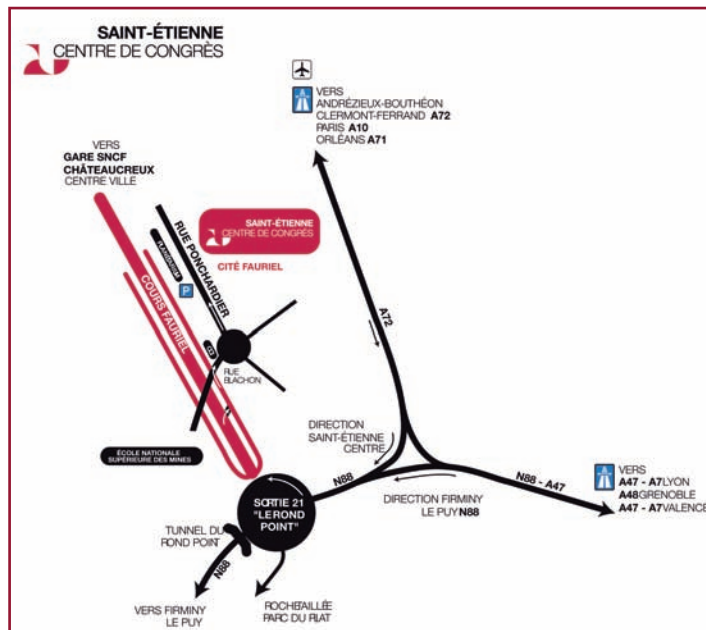 SAINT-ÉTIENNE
CENTRE DE CONGRÈS
VERS
ANDRÉZIEUX-BOUTHÉON
CLERMONT-FERRAND A72
PARIS A10
ORLÉANS A71
VERS
GARE SNCF
CHÂTEAUCREUX
CENTRE VILLE
SAINT-ÉTIENNE
CENTRE DE CONGRÈS
CITÉ FAURIEL
RUE PONCHARDIER
PLANÉTARIUM
P
COURS FAURIEL
A72
RUE
BLACHON
DIRECTION
SAINT-ÉTIENNE
CENTRE
ÉCOLE NATIONALE
SUPÉRIEURE DES MINES
N88
N88 - A47
VERS
A47 - A7LYON
A48GRENOBLE
A47 - A7VALENCE
DIRECTION FIRMINY
LE PUY N88
SORTIE 21
"LE ROND
POINT"
TUNNEL DU
ROND POINT
N88
VERS FIRMINY
LE PUY
ROCHETAILLÉE
PARC DU PILAT